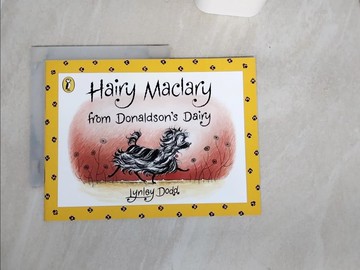 Hairy Maclary
from Donaldson's Dairy
Lynley Dodd